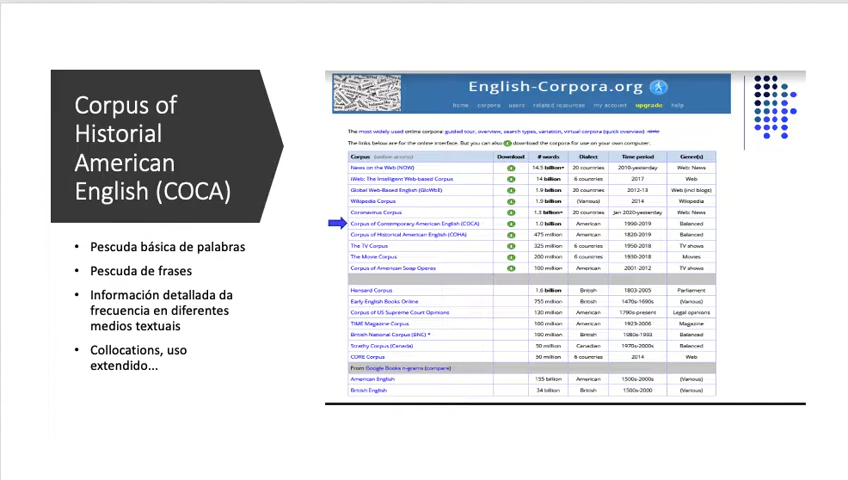 Corpus of
Historial
American
English (COCA)
• Pescuda básica de palabras
• Pescuda de frases
• Información detallada da
frecuencia en diferentes
medios textuais
• Collocations, uso
extendido...
English-Corpora.org
home corpora users related resources my account upgrade help
The most widely used online corpora: guided tour, overview, search types, variation, virtual corpora (quick overview)
The links below are for the online interface. But you can also download the corpora for use on your own computer.
Corpus (online access) Download # words Dialect Time period Genre(s)
News on the Web (NOW) 14.5 billion+ 20 countries 2010-yesterday Web: News
iWeb: The Intelligent Web-based Corpus 14 billion 6 countries 2017 Web
Global Web-Based English (GloWbE) 1.9 billion 20 countries 2012-13 Web (incl blogs)
Wikipedia Corpus 1.9 billion (Various) 2014 Wikipedia
Coronavirus Corpus 1.3 billion+ 20 countries Jan 2020-yesterday Web: News
Corpus of Contemporary American English (COCA) 1.0 billion American 1990-2019 Balanced
Corpus of Historical American English (COHA) 475 million American 1820-2019 Balanced
The TV Corpus 325 million 6 countries 1950-2018 TV shows
The Movie Corpus 200 million 6 countries 1930-2018 Movies
Corpus of American Soap Operas 100 million American 2001-2012 TV shows
Hansard Corpus 1.6 billion British 1803-2005 Parliament
Early English Books Online 755 million British 1470s-1690s (Various)
Corpus of US Supreme Court Opinions 130 million American 1790s-present Legal opinions
TIME Magazine Corpus 100 million American 1923-2006 Magazine
British National Corpus (BNC) * 100 million British 1980s-1993 Balanced
Strathy Corpus (Canada) 50 million Canadian 1970s-2000s Balanced
CORE Corpus 50 million 6 countries 2014 Web
From Google Books n-grams (compare)
American English 155 billion American 1500s-2000s (Various)
British English 34 billion British 1500s-2000s (Various)